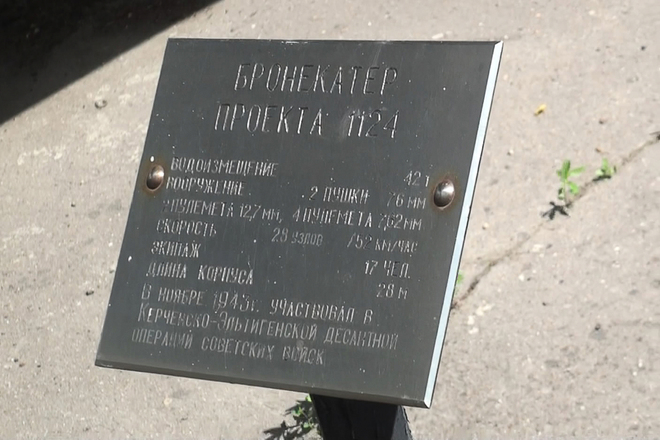 БРОНЕКАТЕР
ПРОЕКТА 1124
ВОДОИЗМЕЩЕНИЕ 42 т
ВООРУЖЕНИЕ 2 ПУШКИ 76 ММ
2 ПУЛЕМЕТА 12,7 ММ, 4 ПУЛЕМЕТА 7,62 ММ
СКОРОСТЬ 28 УЗЛОВ /52 КМ/ЧАС
ЭКИПАЖ 17 ЧЕЛ.
ДЛИНА КОРПУСА 28 М
В НОЯБРЕ 1943 г. УЧАСТВОВАЛ В
КЕРЧЕНСКО-ЭЛЬТИГЕНСКОЙ ДЕСАНТНОЙ
ОПЕРАЦИИ СОВЕТСКИХ ВОЙСК